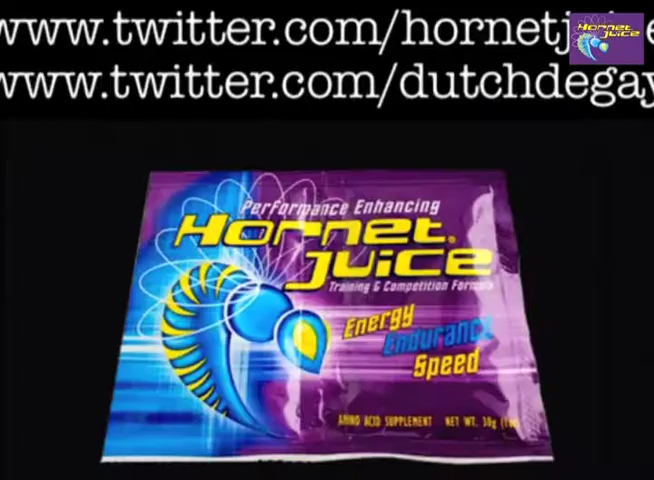 www.twitter.com/hornetj
www.twitter.com/dutchdegay
Hornet
Juice
Performance Enhancing
Hornet®
Juice
Training & Competition Formula
Energy
Endurance
Speed
AMINO ACID SUPPLEMENT NET WT. 30g